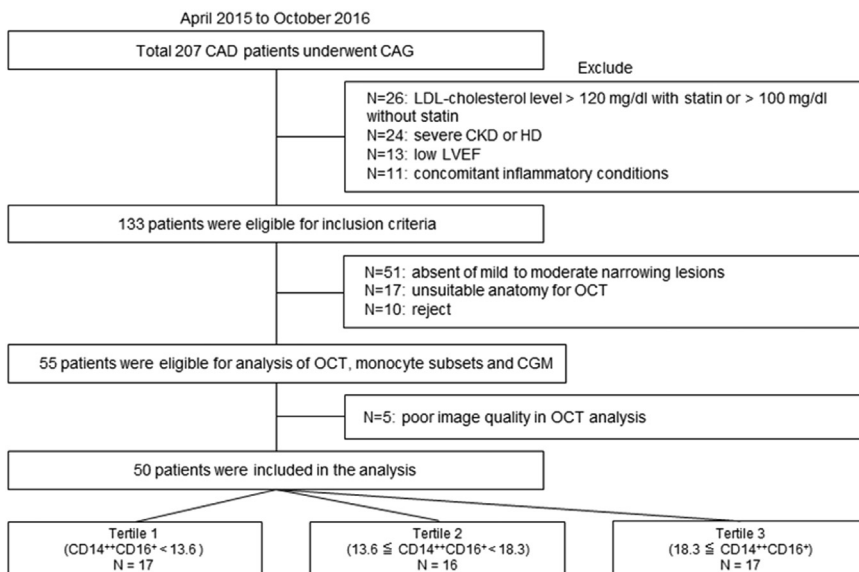 April 2015 to October 2016
Total 207 CAD patients underwent CAG
Exclude
N=26: LDL-cholesterol level > 120 mg/dl with statin or > 100 mg/dl
without statin
N=24: severe CKD or HD
N=13: low LVEF
N=11: concomitant inflammatory conditions
133 patients were eligible for inclusion criteria
N=51: absent of mild to moderate narrowing lesions
N=17: unsuitable anatomy for OCT
N=10: reject
55 patients were eligible for analysis of OCT, monocyte subsets and CGM
N=5: poor image quality in OCT analysis
50 patients were included in the analysis
Tertile 1
(CD14⁺⁺CD16⁺ < 13.6 )
N = 17
Tertile 2
(13.6 ≦ CD14⁺⁺CD16⁺ < 18.3)
N = 16
Tertile 3
(18.3 ≦ CD14⁺⁺CD16⁺)
N = 17